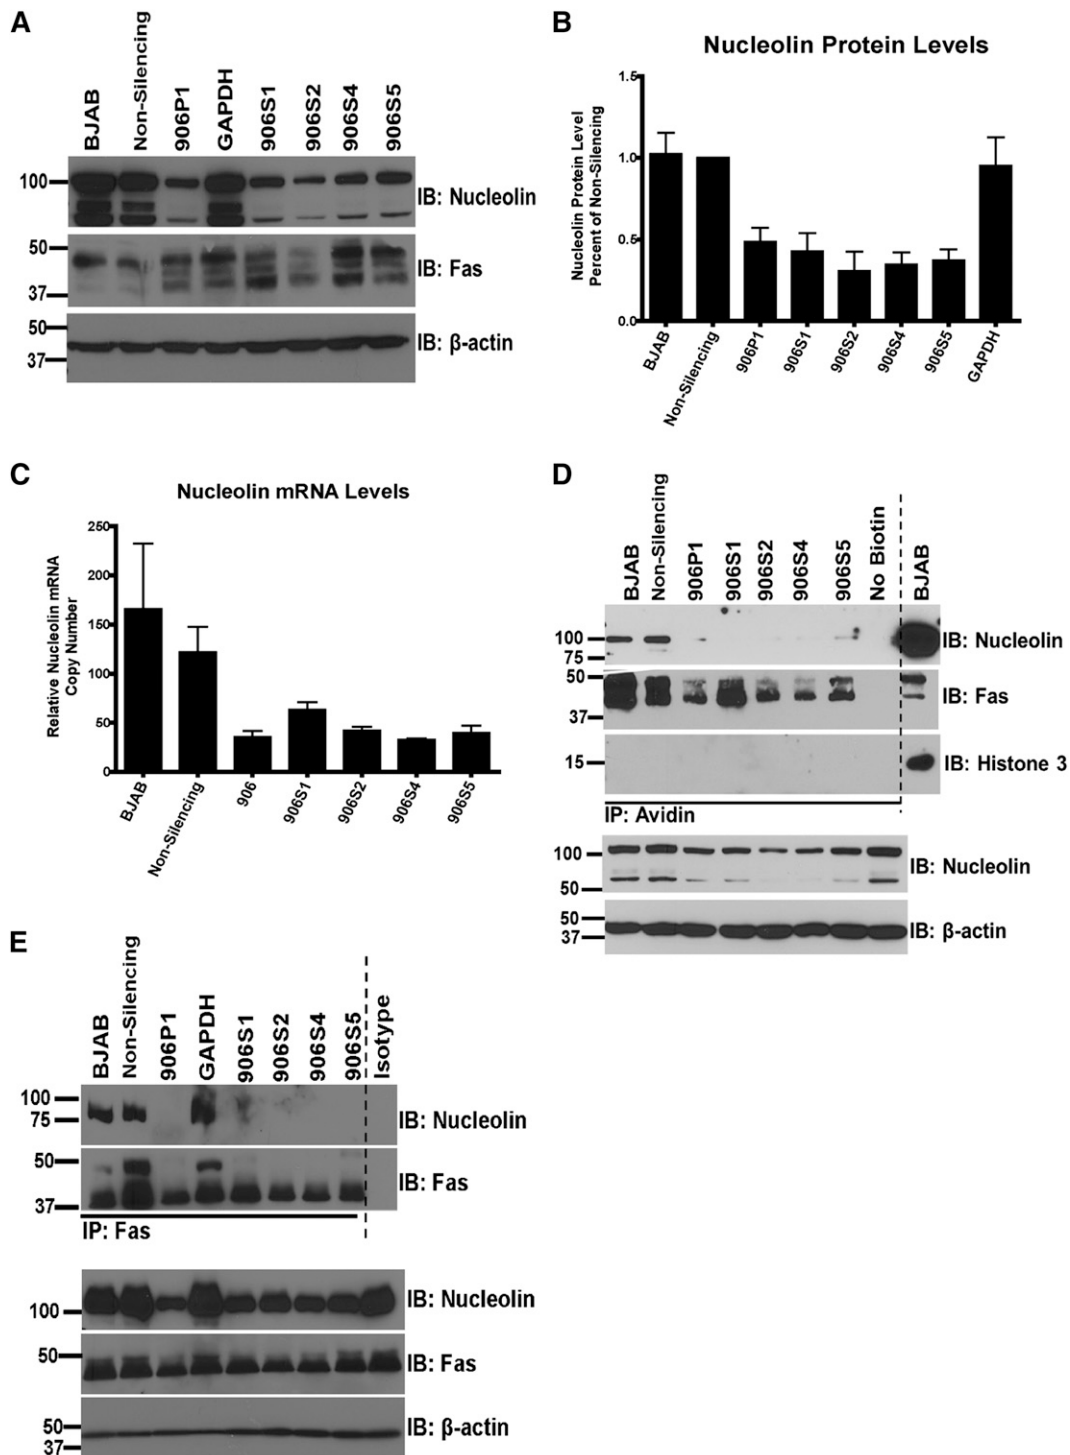 A
BJAB
Non-Silencing
906P1
GAPDH
906S1
906S2
906S4
906S5
100
IB: Nucleolin
50
37
IB: Fas
50
37
IB: β-actin
B
Nucleolin Protein Levels
Nucleolin Protein Level
Percent of Non-Silencing
1.5
1.0
0.5
0.0
BJAB
Non-Silencing
906P1
906S1
906S2
906S4
906S5
GAPDH
C
Nucleolin mRNA Levels
Relative Nucleolin mRNA
Copy Number
250
200
150
100
50
0
BJAB
Non-Silencing
906
906S1
906S2
906S4
906S5
D
BJAB
Non-Silencing
906P1
906S1
906S2
906S4
906S5
No Biotin
BJAB
100
75
IB: Nucleolin
50
37
IB: Fas
15
IB: Histone 3
IP: Avidin
100
50
IB: Nucleolin
50
37
IB: β-actin
E
BJAB
Non-Silencing
906P1
GAPDH
906S1
906S2
906S4
906S5
Isotype
100
75
IB: Nucleolin
50
37
IB: Fas
IP: Fas
100
IB: Nucleolin
50
IB: Fas
50
37
IB: β-actin